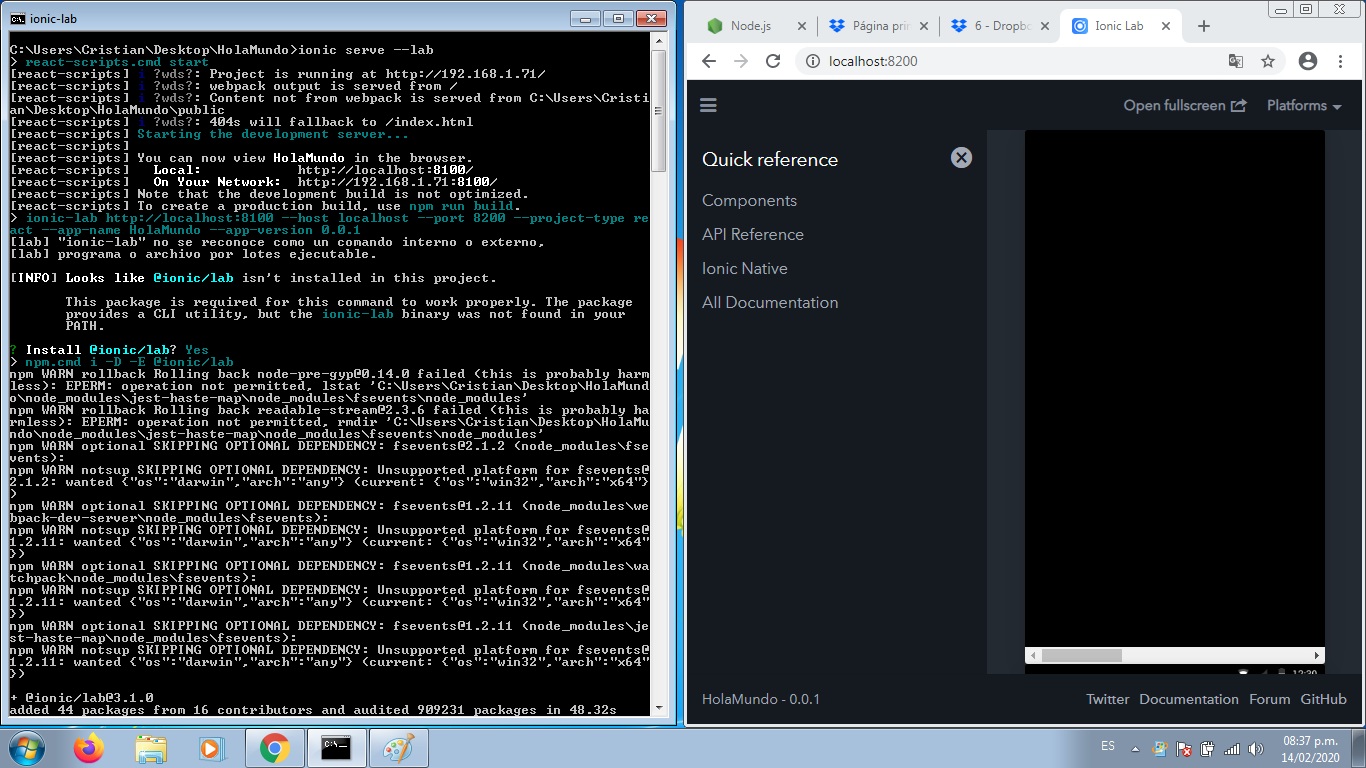 ionic-lab
C:\Users\Cristian\Desktop\HolaMundo>ionic serve --lab
> react-scripts.cmd start
[react-scripts] i ?wds?: Project is running at http://192.168.1.71/
[react-scripts] i ?wds?: webpack output is served from /
[react-scripts] i ?wds?: Content not from webpack is served from C:\Users\Cristi
an\Desktop\HolaMundo\public
[react-scripts] i ?wds?: 404s will fallback to /index.html
[react-scripts] Starting the development server...
[react-scripts]
[react-scripts] You can now view HolaMundo in the browser.
[react-scripts]   Local:            http://localhost:8100/
[react-scripts]   On Your Network:  http://192.168.1.71:8100/
[react-scripts] Note that the development build is not optimized.
[react-scripts] To create a production build, use npm run build.
> ionic-lab http://localhost:8100 --host localhost --port 8200 --project-type re
act --app-name HolaMundo --app-version 0.0.1
[lab] "ionic-lab" no se reconoce como un comando interno o externo,
[lab] programa o archivo por lotes ejecutable.
[INFO] Looks like @ionic/lab isn't installed in this project.
This package is required for this command to work properly. The package
provides a CLI utility, but the ionic-lab binary was not found in your
PATH.
? Install @ionic/lab? Yes
> npm.cmd i -D -E @ionic/lab
npm WARN rollback Rolling back node-pre-gyp@0.14.0 failed (this is probably harm
less): EPERM: operation not permitted, lstat 'C:\Users\Cristian\Desktop\HolaMund
o\node_modules\jest-haste-map\node_modules\fsevents\node_modules'
npm WARN rollback Rolling back readable-stream@2.3.6 failed (this is probably ha
rmless): EPERM: operation not permitted, rmdir 'C:\Users\Cristian\Desktop\HolaMu
ndo\node_modules\jest-haste-map\node_modules\fsevents\node_modules'
npm WARN optional SKIPPING OPTIONAL DEPENDENCY: fsevents@2.1.2 (node_modules\fse
vents):
npm WARN notsup SKIPPING OPTIONAL DEPENDENCY: Unsupported platform for fsevents@
2.1.2: wanted {"os":"darwin","arch":"any"} (current: {"os":"win32","arch":"x64"}
)
npm WARN optional SKIPPING OPTIONAL DEPENDENCY: fsevents@1.2.11 (node_modules\we
bpack-dev-server\node_modules\fsevents):
npm WARN notsup SKIPPING OPTIONAL DEPENDENCY: Unsupported platform for fsevents@
1.2.11: wanted {"os":"darwin","arch":"any"} (current: {"os":"win32","arch":"x64"
})
npm WARN optional SKIPPING OPTIONAL DEPENDENCY: fsevents@1.2.11 (node_modules\wa
tchpack\node_modules\fsevents):
npm WARN notsup SKIPPING OPTIONAL DEPENDENCY: Unsupported platform for fsevents@
1.2.11: wanted {"os":"darwin","arch":"any"} (current: {"os":"win32","arch":"x64"
})
npm WARN optional SKIPPING OPTIONAL DEPENDENCY: fsevents@1.2.11 (node_modules\je
st-haste-map\node_modules\fsevents):
npm WARN notsup SKIPPING OPTIONAL DEPENDENCY: Unsupported platform for fsevents@
1.2.11: wanted {"os":"darwin","arch":"any"} (current: {"os":"win32","arch":"x64"
})
+ @ionic/lab@3.1.0
added 44 packages from 16 contributors and audited 909231 packages in 48.32s
Node.js
Página prin
6 - Dropbo
Ionic Lab
localhost:8200
Open fullscreen
Platforms
Quick reference
Components
API Reference
Ionic Native
All Documentation
HolaMundo - 0.0.1
Twitter Documentation Forum GitHub
ES
08:37 p.m.
14/02/2020